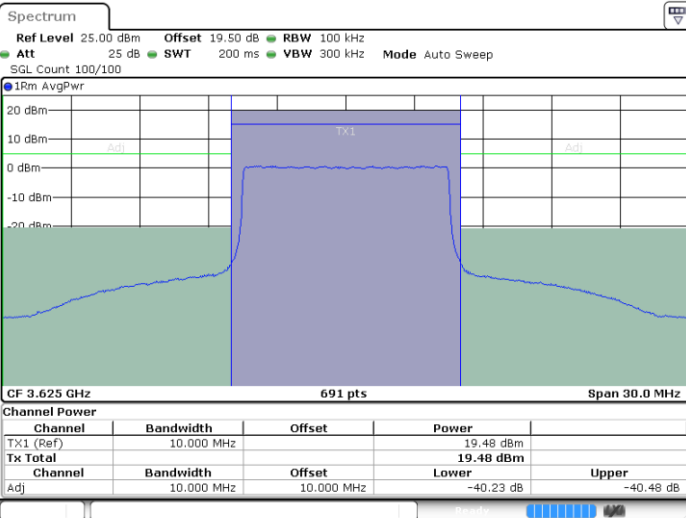 Spectrum
Ref Level 25.00 dBm Offset 19.50 dB RBW 100 kHz
Att 25 dB SWT 200 ms VBW 300 kHz Mode Auto Sweep
SGL Count 100/100
1Rm AvgPwr
20 dBm
TX1
10 dBm
Adj Adj
0 dBm
-10 dBm
-20 dBm
CF 3.625 GHz 691 pts Span 30.0 MHz
Channel Power
Channel Bandwidth Offset Power
TX1 (Ref) 10.000 MHz 19.48 dBm
Tx Total 19.48 dBm
Channel Bandwidth Offset Lower Upper
Adj 10.000 MHz 10.000 MHz -40.23 dB -40.48 dB
Ready